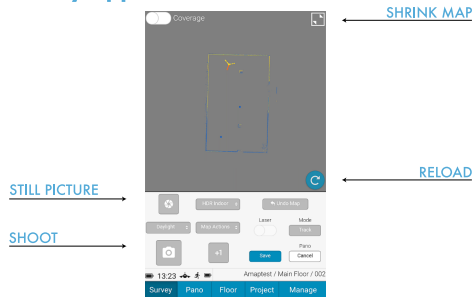 SHRINK MAP
Coverage
RELOAD
STILL PICTURE
HDR Indoor
Undo Map
Daylight
Map Actions
Laser
Mode
Track
SHOOT
+1
Save
Pano
Cancel
13:23
Amaptest / Main Floor / 002
Survey
Pano
Floor
Project
Manage